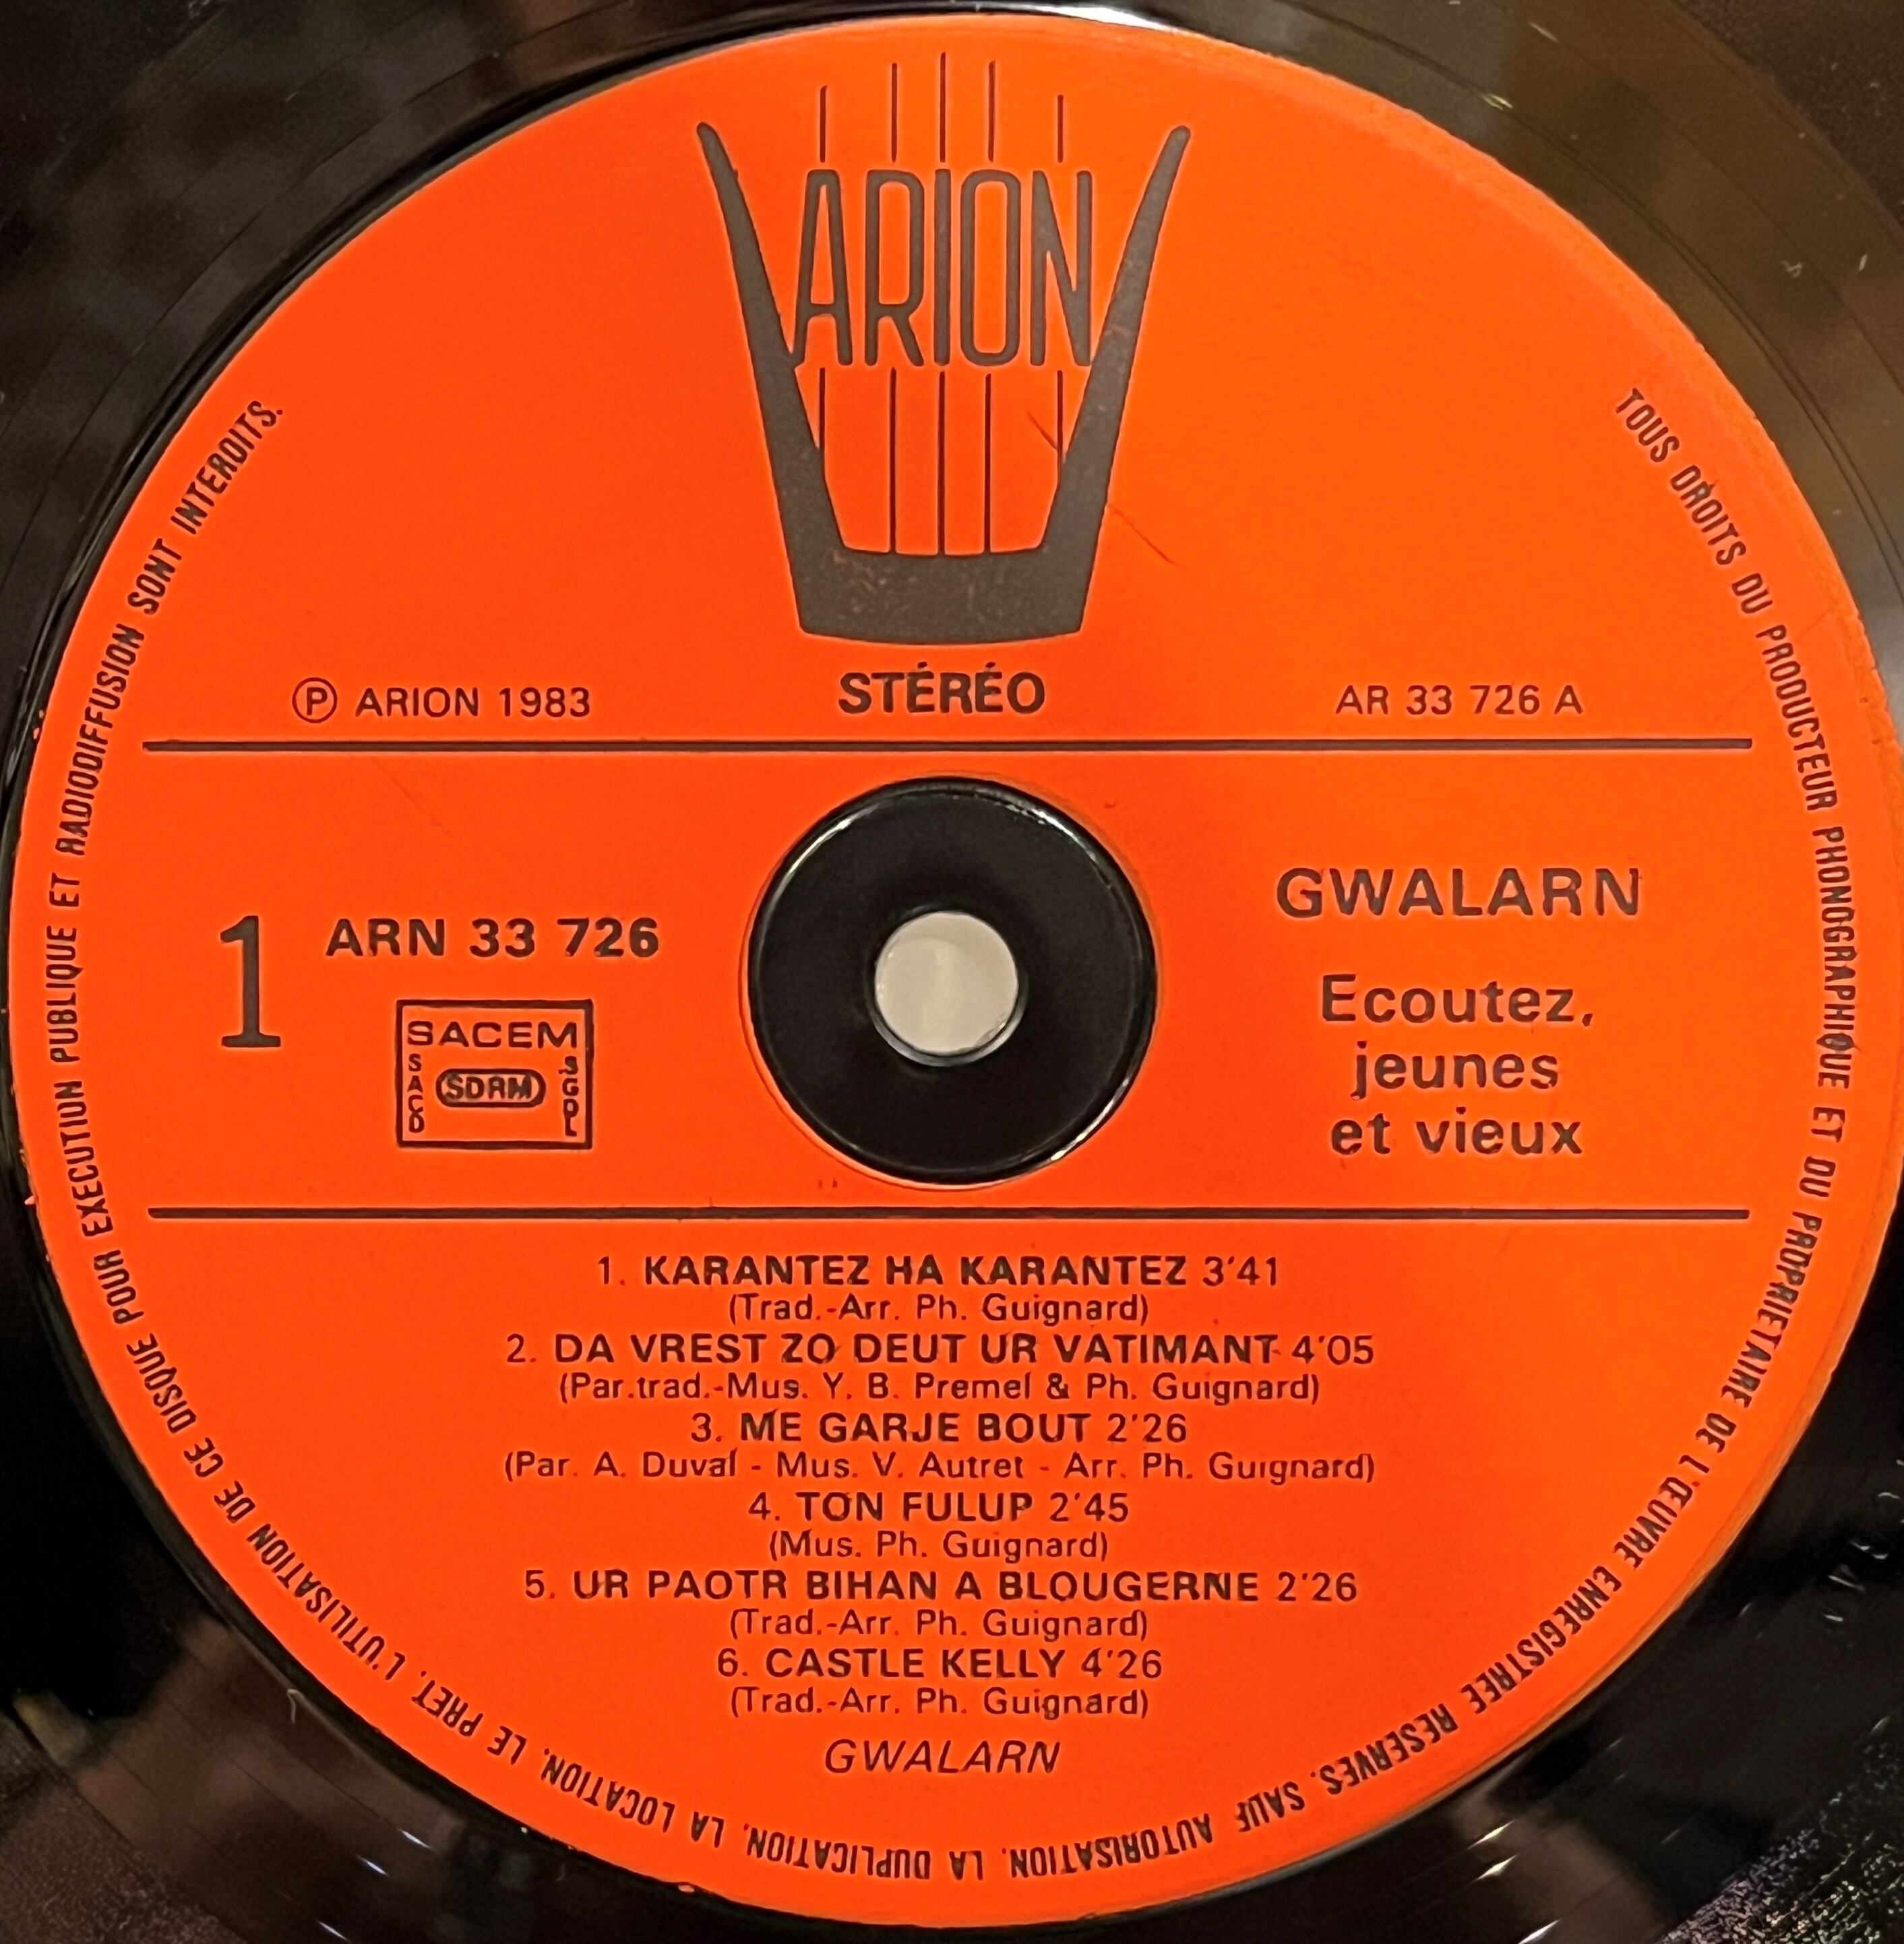 ARION
Ⓟ ARION 1983
STÉRÉO
AR 33 726 A
1
ARN 33 726
SACEM
SACD
SDRM
SGDL
GWALARN
Ecoutez,
jeunes
et vieux
1. KARANTEZ HA KARANTEZ 3'41
(Trad.-Arr. Ph. Guignard)
2. DA VREST ZO DEUT UR VATIMANT 4'05
(Par.trad.-Mus. Y. B. Premel & Ph. Guignard)
3. ME GARJE BOUT 2'26
(Par. A. Duval - Mus. V. Autret - Arr. Ph. Guignard)
4. TON FULUP 2'45
(Mus. Ph. Guignard)
5. UR PAOTR BIHAN A BLOUGERNE 2'26
(Trad.-Arr. Ph. Guignard)
6. CASTLE KELLY 4'26
(Trad.-Arr. Ph. Guignard)
GWALARN
TOUS DROITS DU PRODUCTEUR PHONOGRAPHIQUE ET DU PROPRIETAIRE DE L'ŒUVRE ENREGISTREE RESERVES. SAUF AUTORISATION. LA DUPLICATION. LA LOCATION. LE PRET. L'UTILISATION DE CE DISQUE POUR EXECUTION PUBLIQUE ET RADIODIFFUSION SONT INTERDITS.